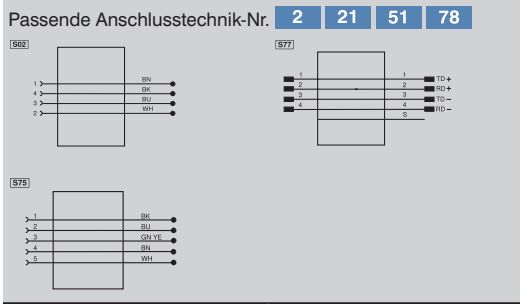 Passende Anschlusstechnik-Nr. 2 21 51 78
S02
1 BN
4 BK
3 BU
2 WH
S77
1 1 TD+
2 2 RD+
3 3 TD−
4 4 RD−
S
S75
1 BK
2 BU
3 GN YE
4 BN
5 WH